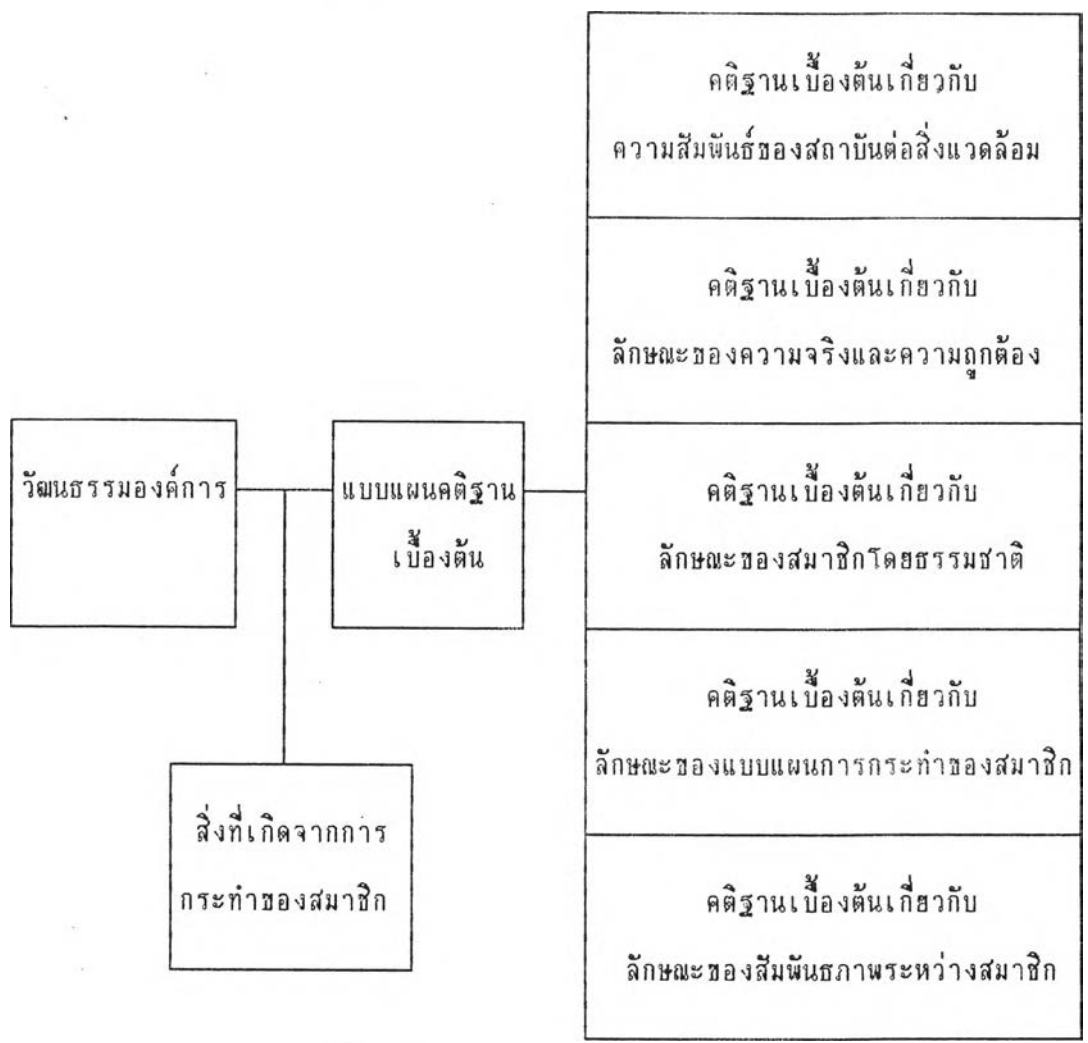 วัฒนธรรมองค์การ
แบบแผนคติฐาน
เบื้องต้น
สิ่งที่เกิดจากการ
กระทำของสมาชิก
คติฐานเบื้องต้นเกี่ยวกับ
ความสัมพันธ์ของสถาบันต่อสิ่งแวดล้อม
คติฐานเบื้องต้นเกี่ยวกับ
ลักษณะของความจริงและความถูกต้อง
คติฐานเบื้องต้นเกี่ยวกับ
ลักษณะของสมาชิกโดยธรรมชาติ
คติฐานเบื้องต้นเกี่ยวกับ
ลักษณะของแบบแผนการกระทำของสมาชิก
คติฐานเบื้องต้นเกี่ยวกับ
ลักษณะของสัมพันธภาพระหว่างสมาชิก